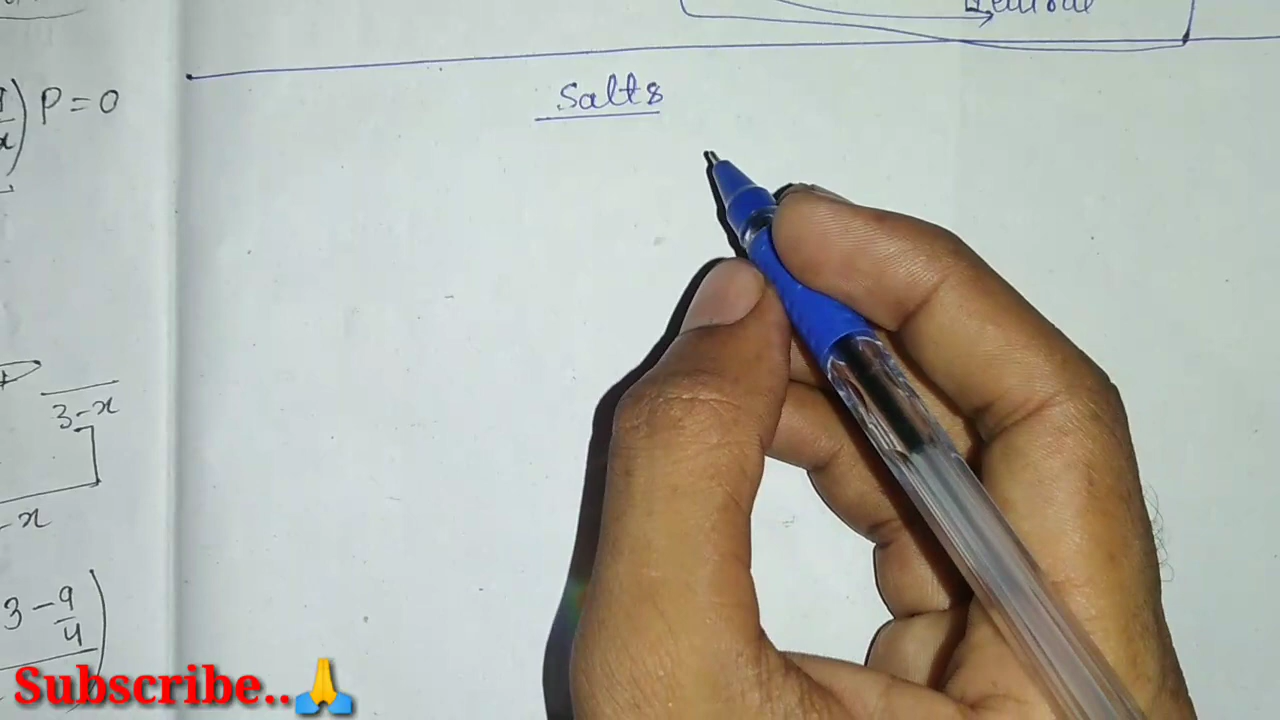 Salts
P = 0
3-x
-x
3 - 9/4)
Subscribe..🙏